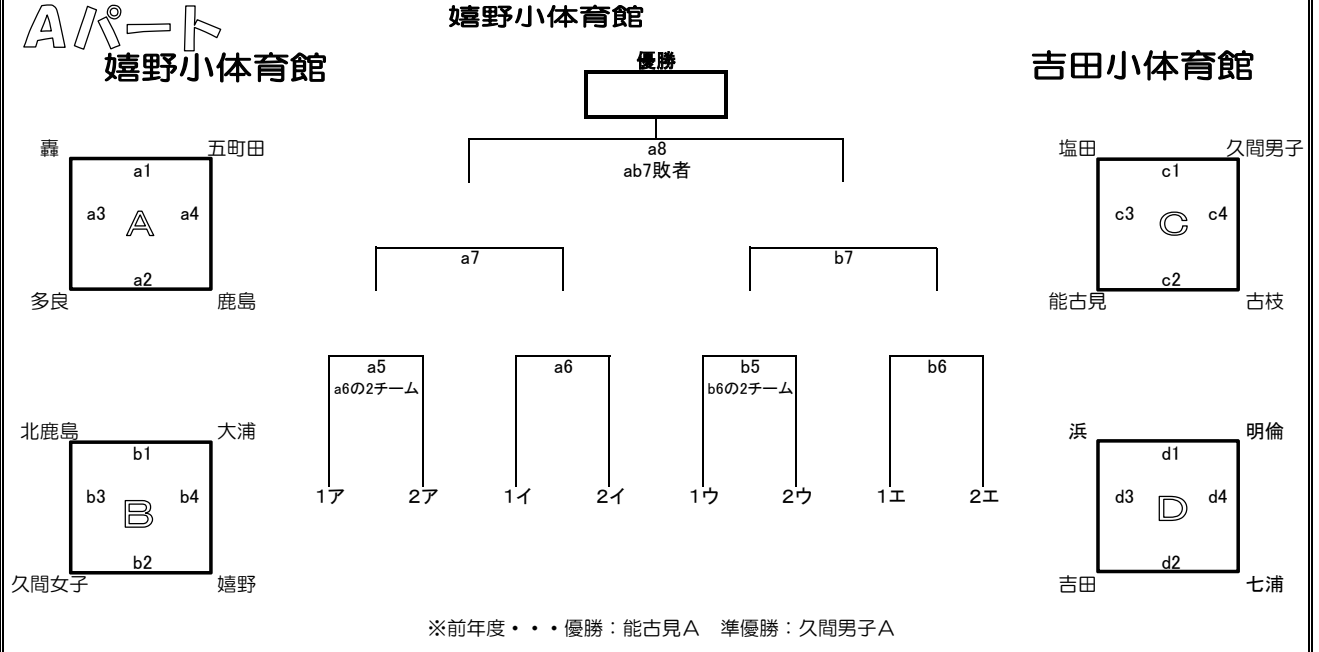 Aパート
嬉野小体育館
嬉野小体育館
吉田小体育館
優勝
a8
ab7敗者
轟
五町田
a1
a3
A
a4
a2
多良
鹿島
塩田
久間男子
c1
c3
C
c4
c2
能古見
古枝
a7
b7
a5
a6の2チーム
a6
b5
b6の2チーム
b6
1ア
2ア
1イ
2イ
1ウ
2ウ
1エ
2エ
北鹿島
大浦
b1
b3
B
b4
b2
久間女子
嬉野
浜
明倫
d1
d3
D
d4
d2
吉田
七浦
※前年度・・・優勝：能古見A　準優勝：久間男子A